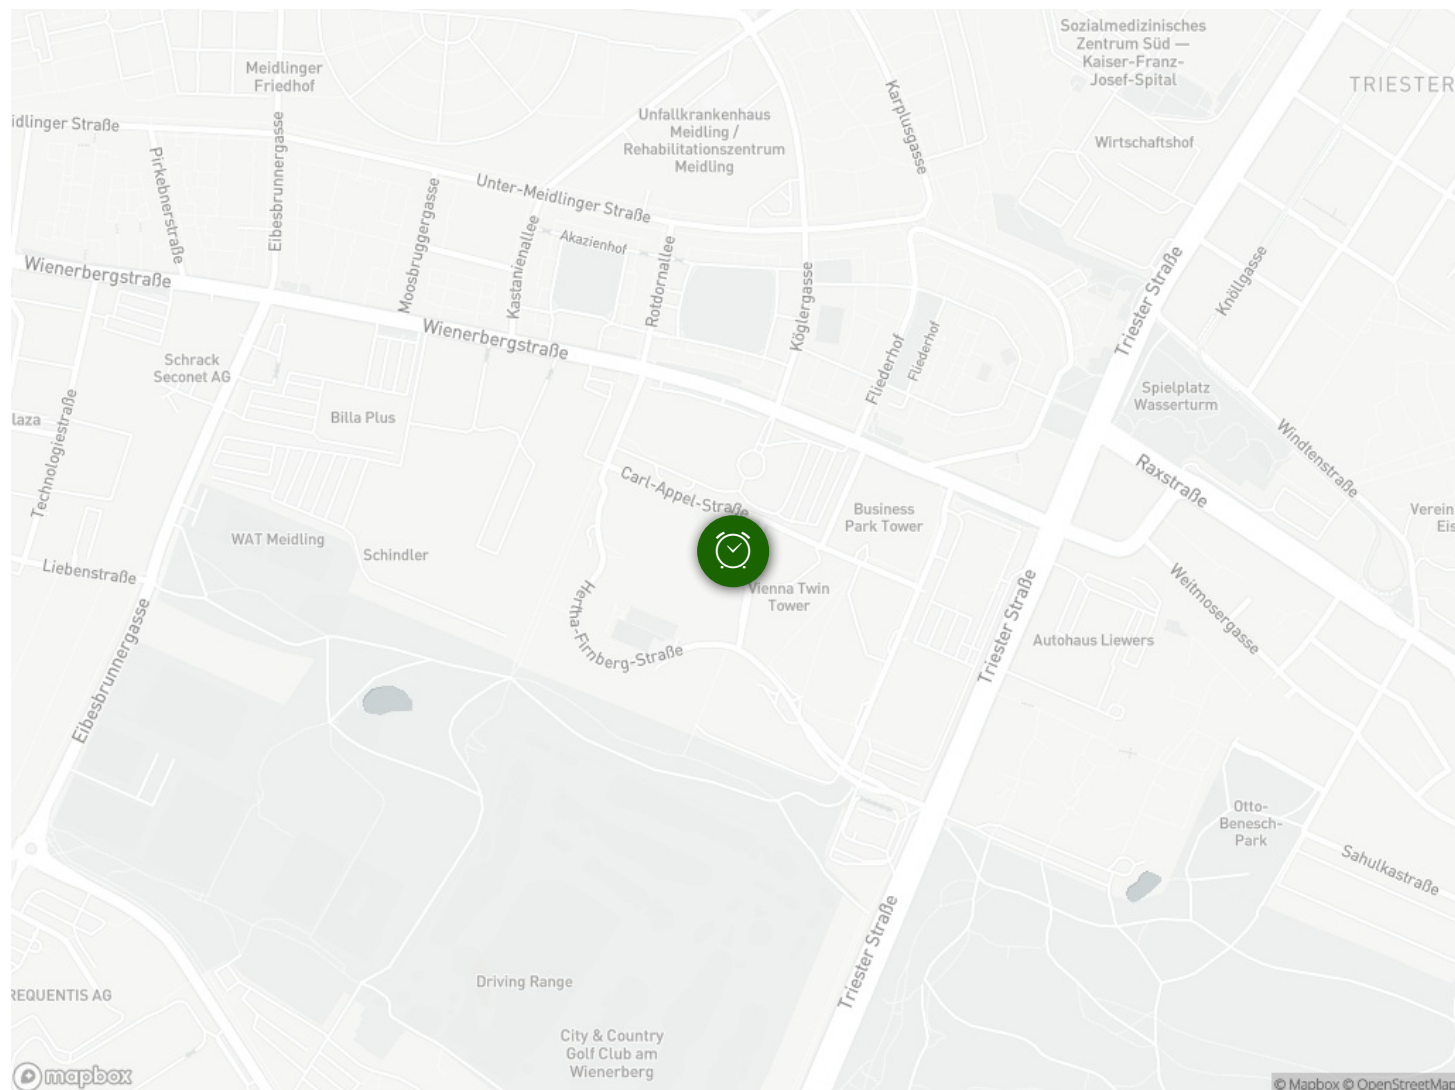 Sozialmedizinisches
Zentrum Süd —
Kaiser-Franz-
Josef-Spital
TRIESTER
Meidlinger
Friedhof
Karplusgasse
Unfallkrankenhaus
Meidling /
Rehabilitationszentrum
Meidling
idlinger Straße
Wirtschaftshof
Pirkebnerstraße
Eibesbrunnergasse
Unter-Meidlinger Straße
Moosbruggergasse
Kastanienallee
Akazienhof
Rotdornallee
Köglergasse
Wienerbergstraße
Triester Straße
Knöllgasse
Wienerbergstraße
Fliederhof
Fliederhof
Schrack
Seconet AG
Spielplatz
Wasserturm
Billa Plus
laza
Technologiestraße
Windtenstraße
Raxstraße
Carl-Appel-Straße
Business
Park Tower
Verein
Eis
WAT Meidling
Schindler
Liebenstraße
Vienna Twin
Tower
Hertha-Firnberg-Straße
Triester Straße
Weitmosergasse
Autohaus Liewers
Eibesbrunnergasse
Otto-
Benesch-
Park
Sahulkastraße
Triester Straße
Driving Range
REQUENTIS AG
City & Country
Golf Club am
Wienerberg
mapbox
© Mapbox © OpenStreetMap